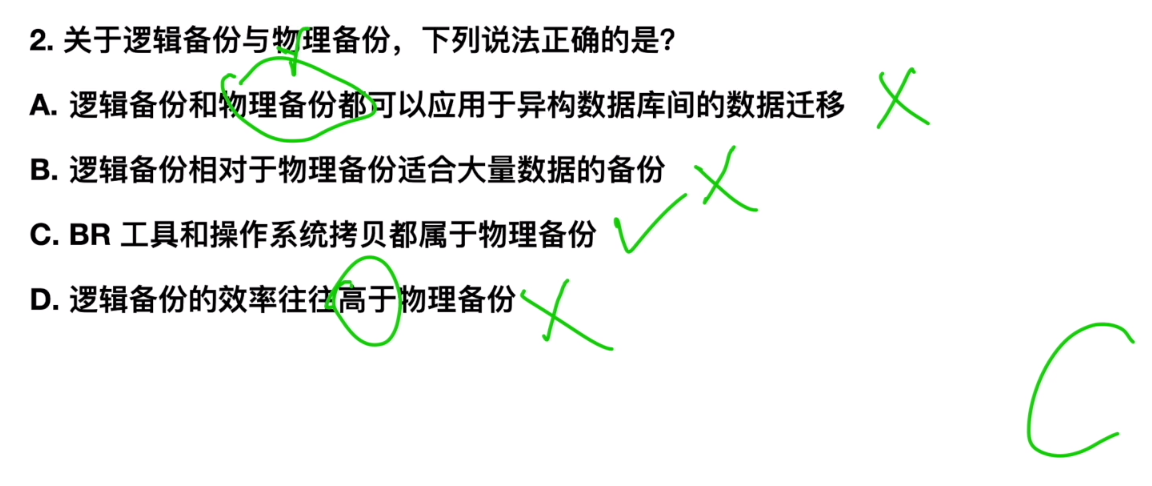 2. 关于逻辑备份与物理备份，下列说法正确的是？
A. 逻辑备份和物理备份都可以应用于异构数据库间的数据迁移
B. 逻辑备份相对于物理备份适合大量数据的备份
C. BR 工具和操作系统拷贝都属于物理备份
D. 逻辑备份的效率往往高于物理备份
C